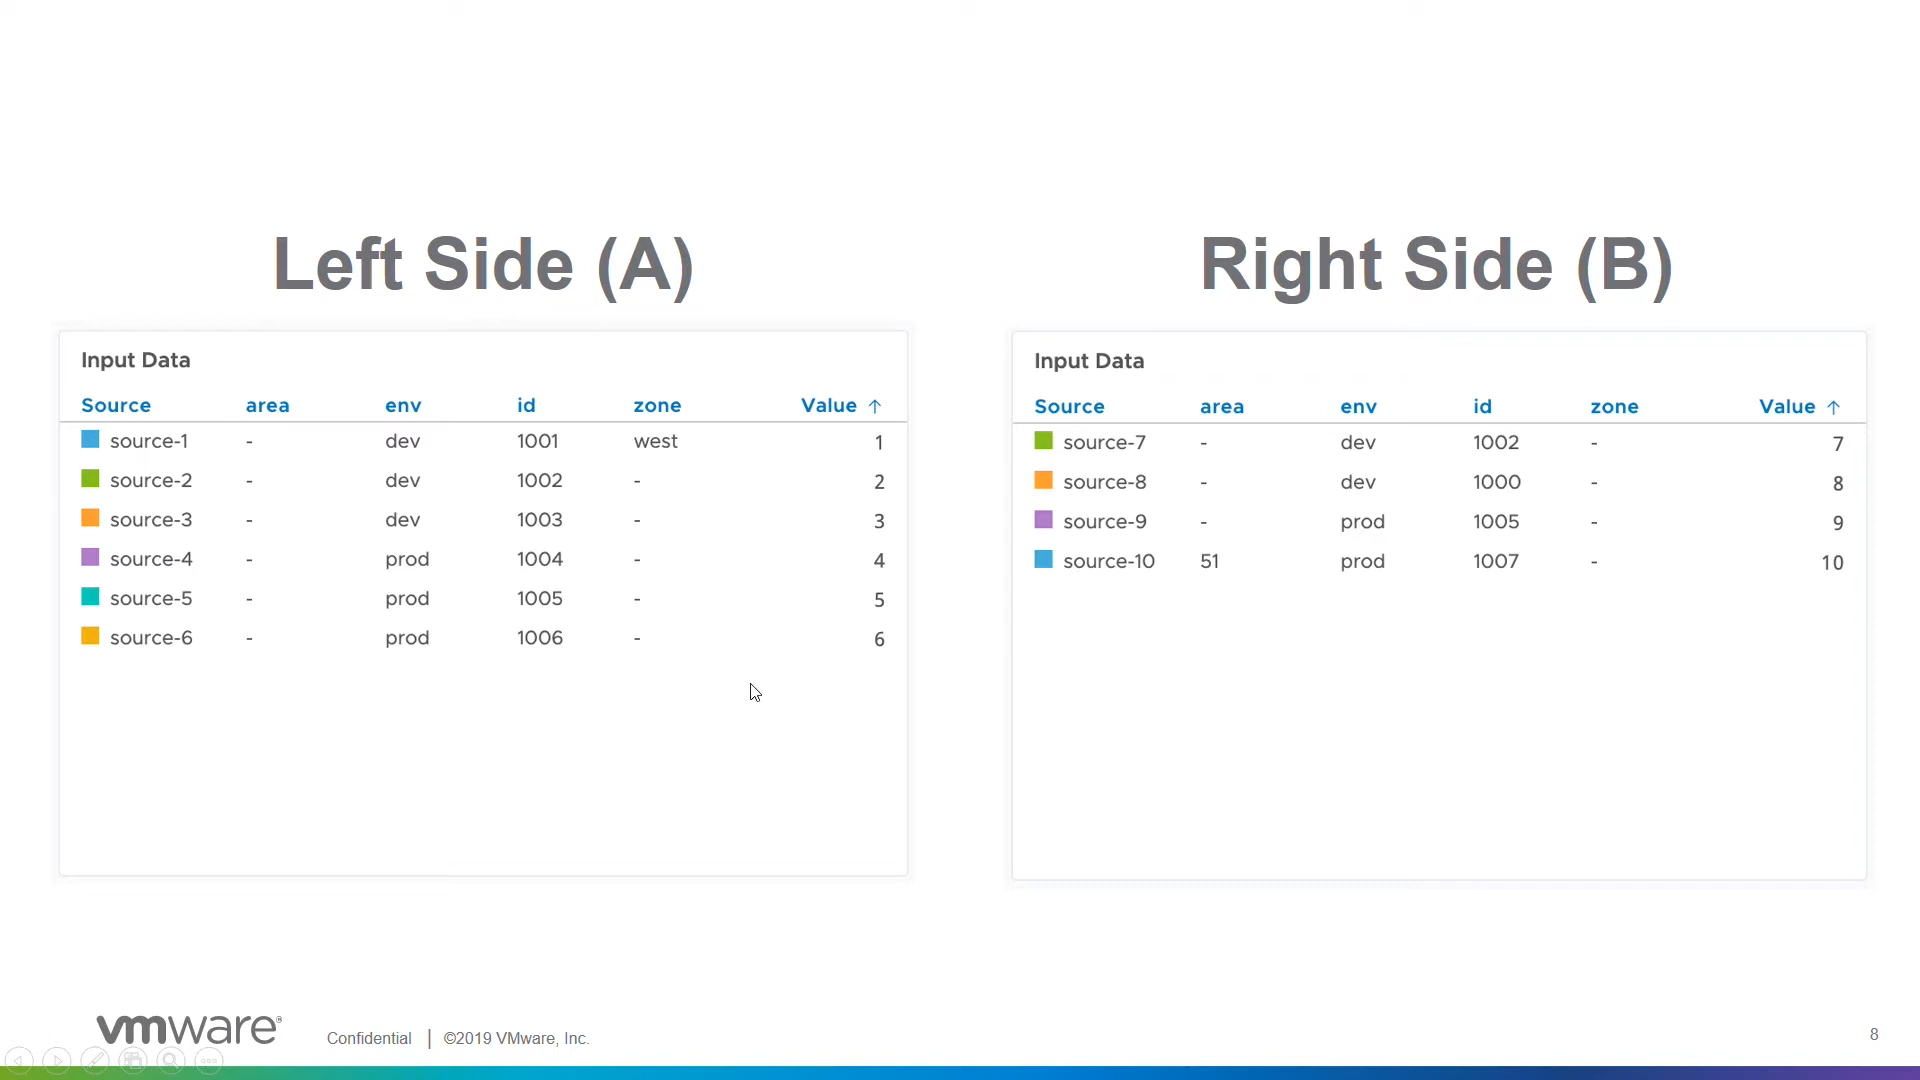 Left Side (A)
Right Side (B)
Input Data
Source area env id zone Value ↑
source-1 - dev 1001 west 1
source-2 - dev 1002 - 2
source-3 - dev 1003 - 3
source-4 - prod 1004 - 4
source-5 - prod 1005 - 5
source-6 - prod 1006 - 6
Input Data
Source area env id zone Value ↑
source-7 - dev 1002 - 7
source-8 - dev 1000 - 8
source-9 - prod 1005 - 9
source-10 51 prod 1007 - 10
vmware®
Confidential | ©2019 VMware, Inc.
8